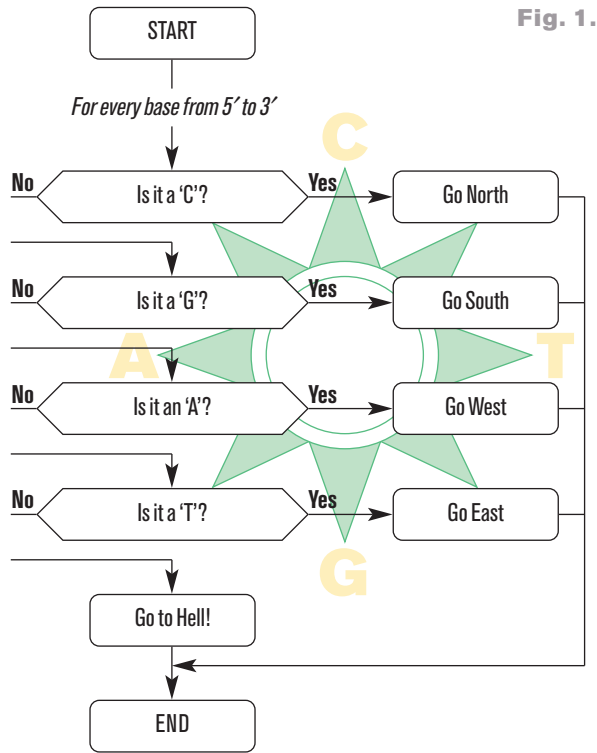 Fig. 1.
START
For every base from 5′ to 3′
C
No
Is it a ‘C’?
Yes
Go North
No
Is it a ‘G’?
Yes
Go South
A
T
No
Is it an ‘A’?
Yes
Go West
No
Is it a ‘T’?
Yes
Go East
G
Go to Hell!
END